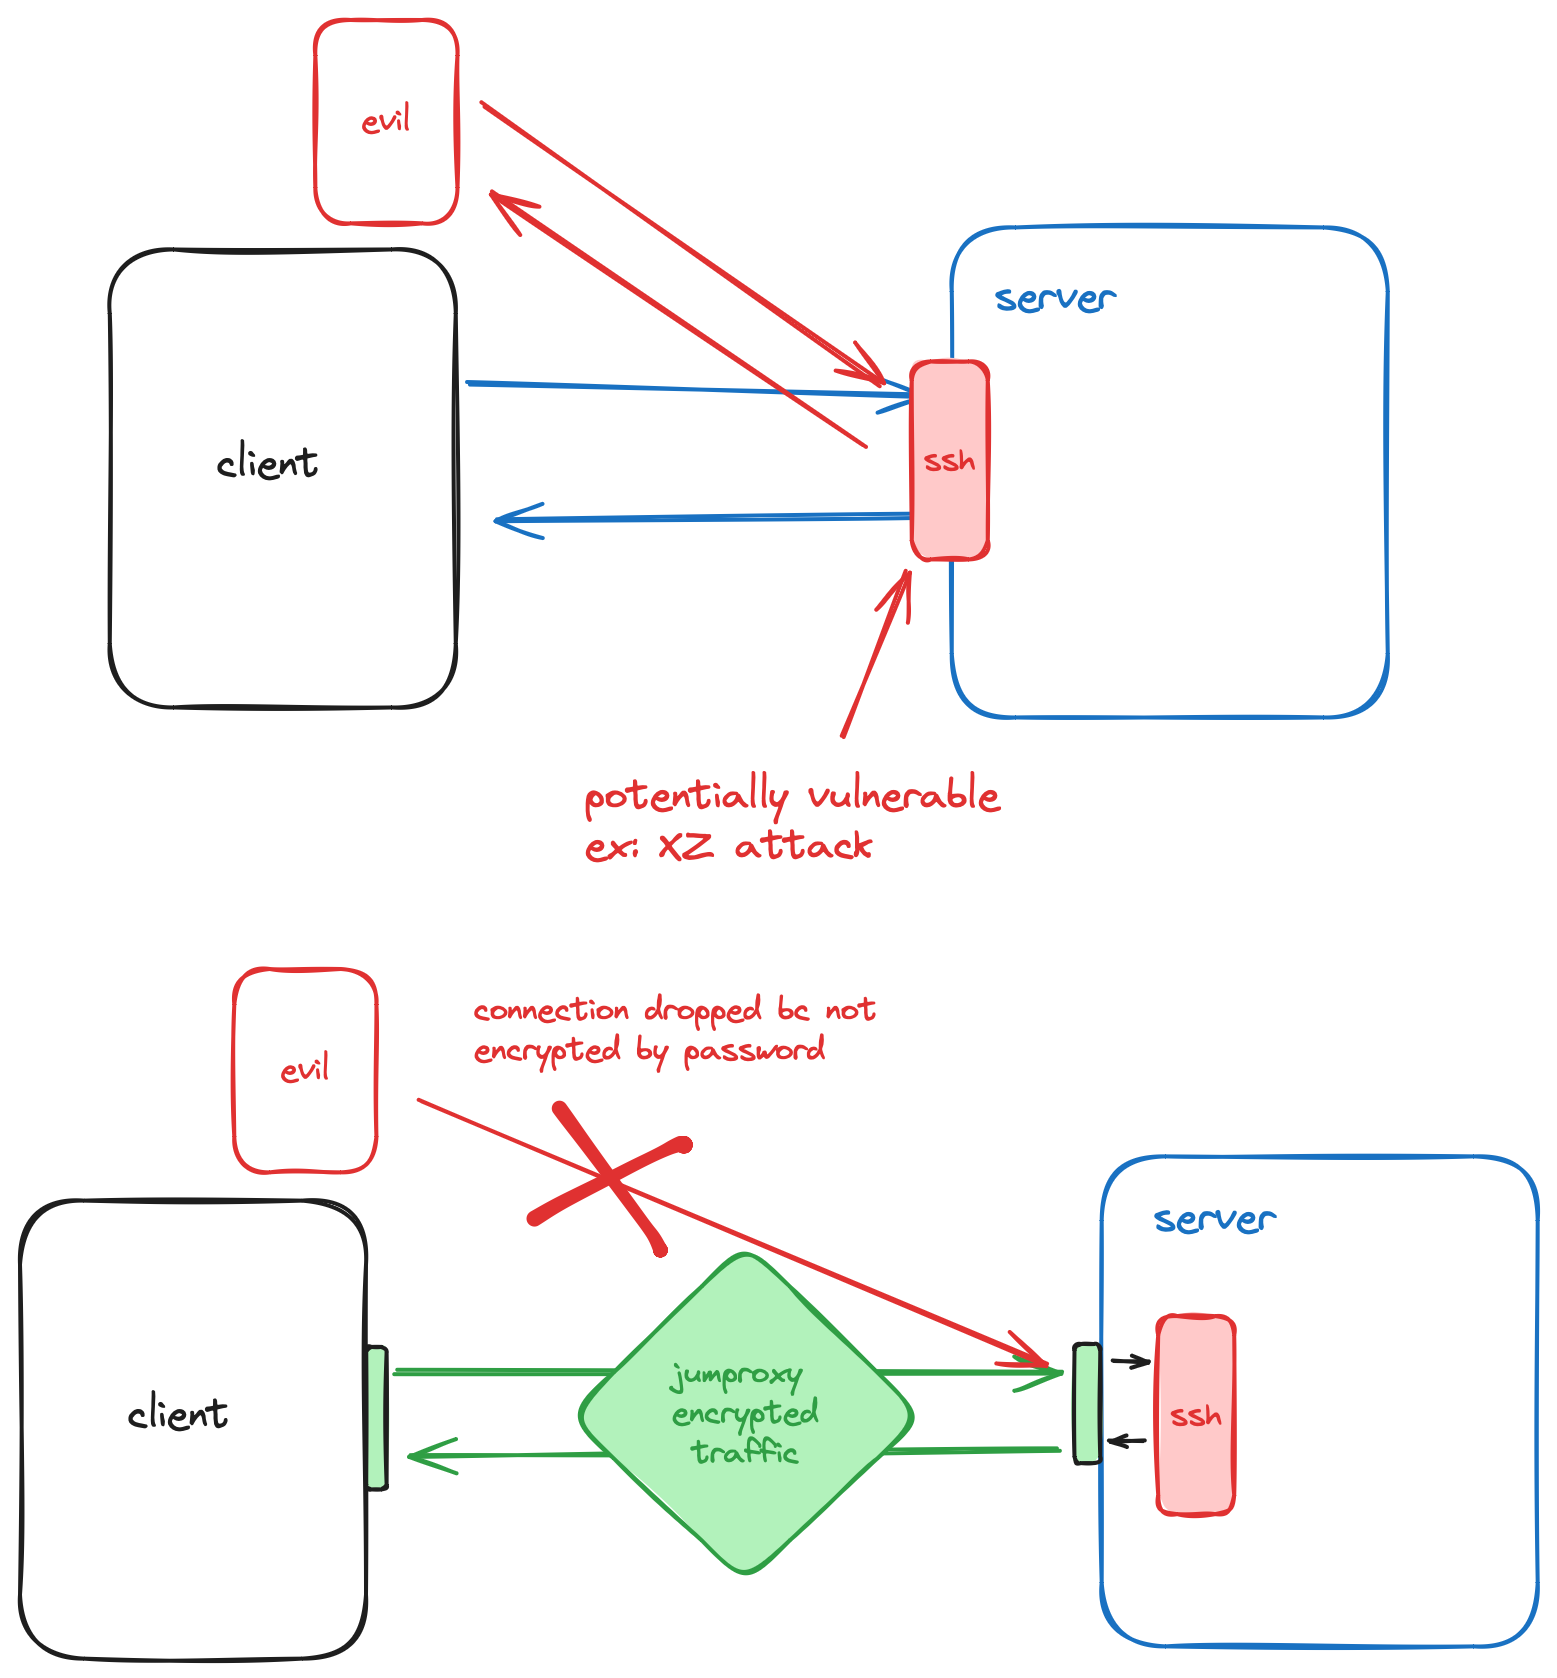 evil
server
client
ssh
potentially vulnerable
ex: XZ attack
connection dropped bc not
encrypted by password
evil
server
client
jumproxy
encrypted
traffic
ssh